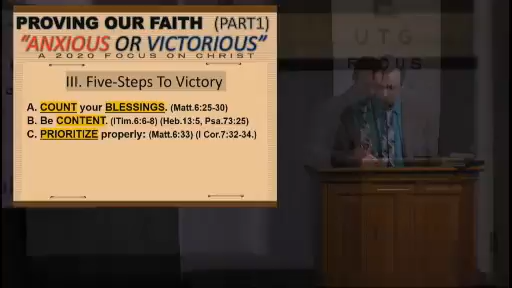 PROVING OUR FAITH (PART1)
"ANXIOUS OR VICTORIOUS"
A 2020 FOCUS ON CHRIST
III. Five-Steps To Victory
A. COUNT your BLESSINGS. (Matt.6:25-30)
B. Be CONTENT. (ITim.6:6-8) (Heb.13:5, Psa.73:25)
C. PRIORITIZE properly: (Matt.6:33) (I Cor.7:32-34.)
UTG
FOCUS